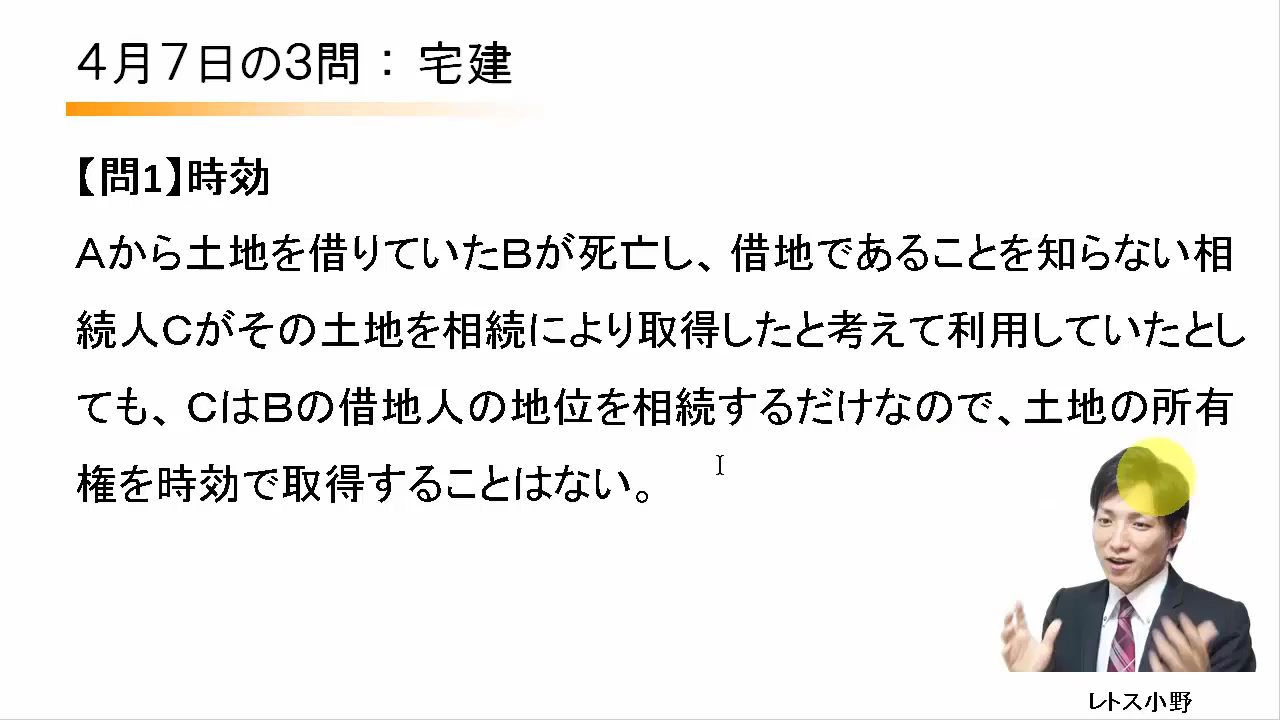 ４月７日の３問：宅建
【問1】時効
Ａから土地を借りていたＢが死亡し、借地であることを知らない相
続人Ｃがその土地を相続により取得したと考えて利用していたとし
ても、ＣはＢの借地人の地位を相続するだけなので、土地の所有
権を時効で取得することはない。
レトス小野